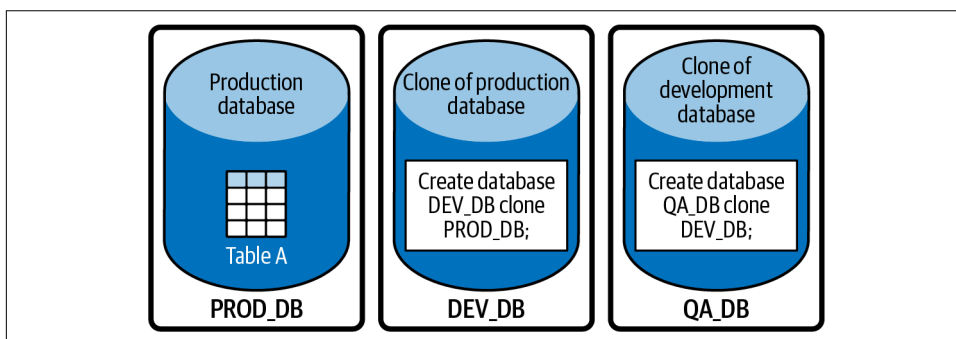 Production
database
Table A
PROD_DB
Clone of production
database
Create database
DEV_DB clone
PROD_DB;
DEV_DB
Clone of
development
database
Create database
QA_DB clone
DEV_DB;
QA_DB